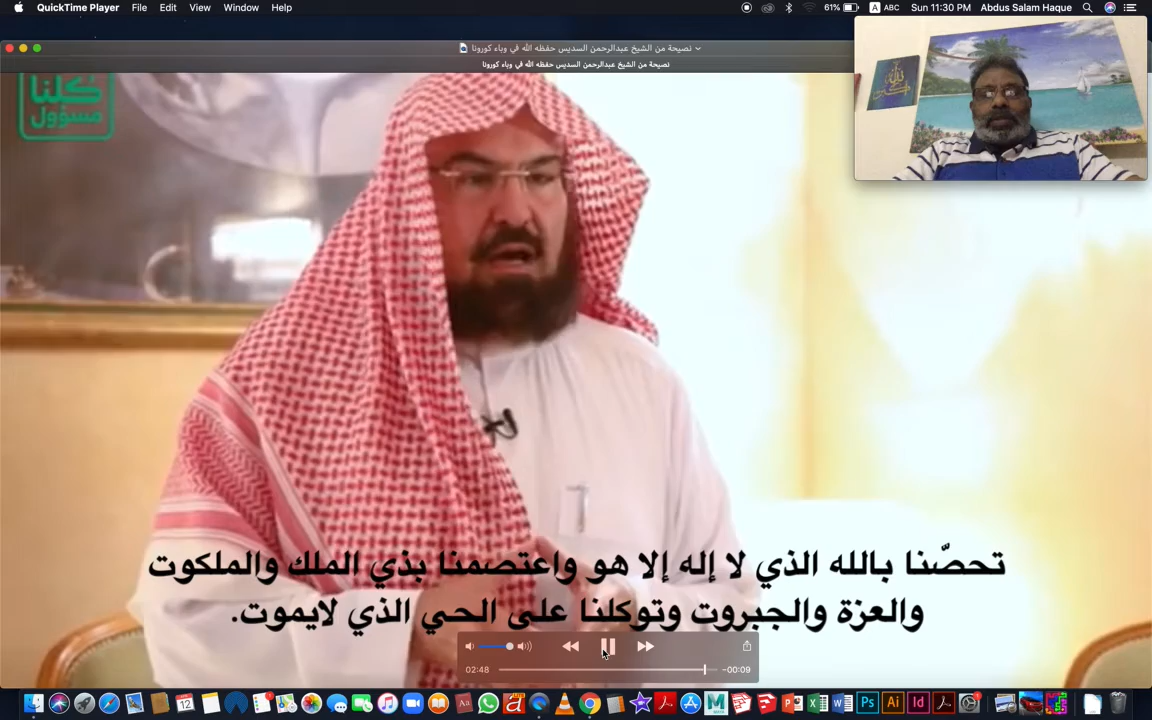 QuickTime Player File Edit View Window Help 61% A ABC Sun 11:30 PM Abdus Salam Haque
نصيحة من الشيخ عبدالرحمن السديس حفظه الله في وباء كورونا
نصيحة من الشيخ عبدالرحمن السديس حفظه الله في وباء كورونا
كلنا
مسؤول
تحصّنا بالله الذي لا إله إلا هو واعتصمنا بذي الملك والملكوت
والعزة والجبروت وتوكلنا على الحي الذي لايموت.
02:48 -00:09